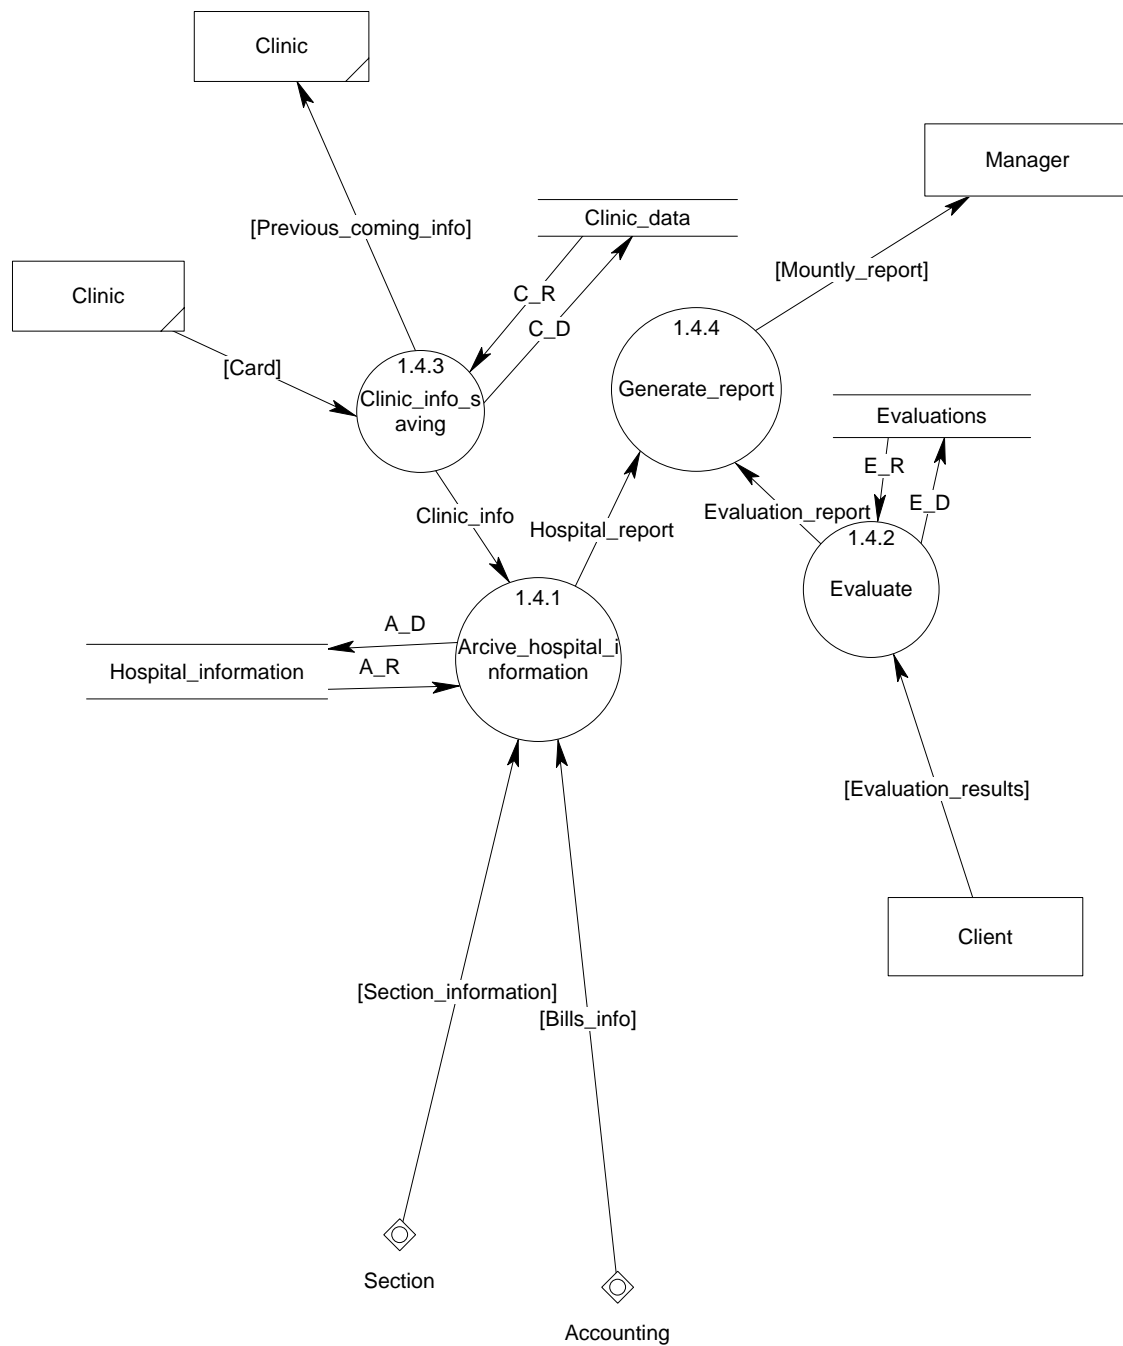 Clinic
Manager
Clinic_data
[Previous_coming_info]
[Mountly_report]
Clinic
C_R
C_D
1.4.4
Generate_report
[Card]
1.4.3
Clinic_info_s
aving
Evaluations
E_R
E_D
Evaluation_report
Clinic_info
Hospital_report
1.4.2
Evaluate
1.4.1
Arcive_hospital_i
nformation
A_D
Hospital_information
A_R
[Evaluation_results]
Client
[Section_information]
[Bills_info]
Section
Accounting